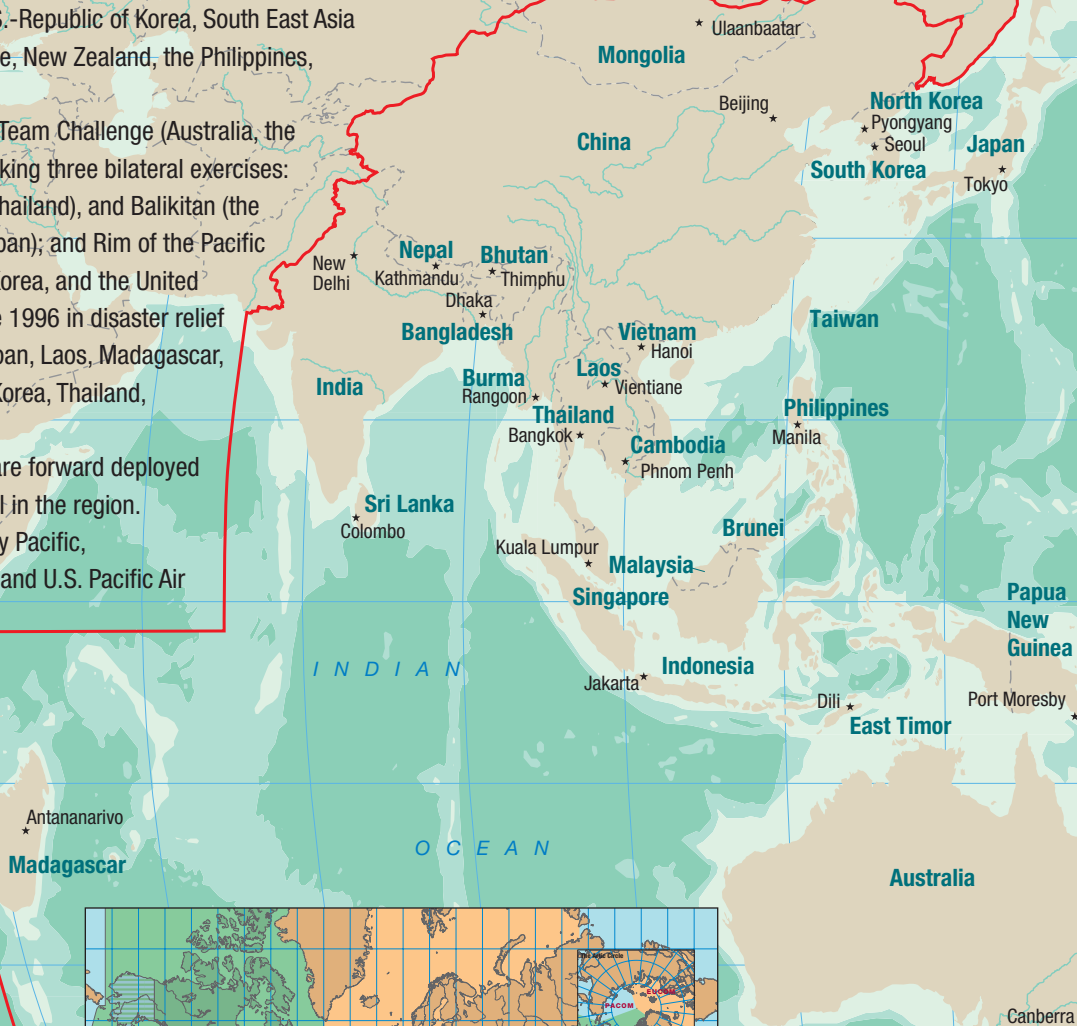 S.-Republic of Korea, South East Asia
e, New Zealand, the Philippines,
Team Challenge (Australia, the
king three bilateral exercises:
hailand), and Balikitan (the
pan); and Rim of the Pacific
Korea, and the United
e 1996 in disaster relief
pan, Laos, Madagascar,
Korea, Thailand,
are forward deployed
l in the region.
y Pacific,
and U.S. Pacific Air
Ulaanbaatar
Mongolia
Beijing
North Korea
Pyongyang
China
Seoul
Japan
South Korea
Tokyo
Nepal
Bhutan
New
Delhi
Kathmandu
Thimphu
Dhaka
Bangladesh
Taiwan
Vietnam
Hanoi
India
Laos
Burma
Vientiane
Rangoon
Thailand
Philippines
Bangkok
Manila
Cambodia
Phnom Penh
Sri Lanka
Colombo
Brunei
Kuala Lumpur
Malaysia
Singapore
Papua
New
Guinea
INDIAN
Indonesia
Jakarta
Dili
Port Moresby
East Timor
Antananarivo
OCEAN
Madagascar
Australia
The Artic Circle
EUCOM
PACOM
Canberra